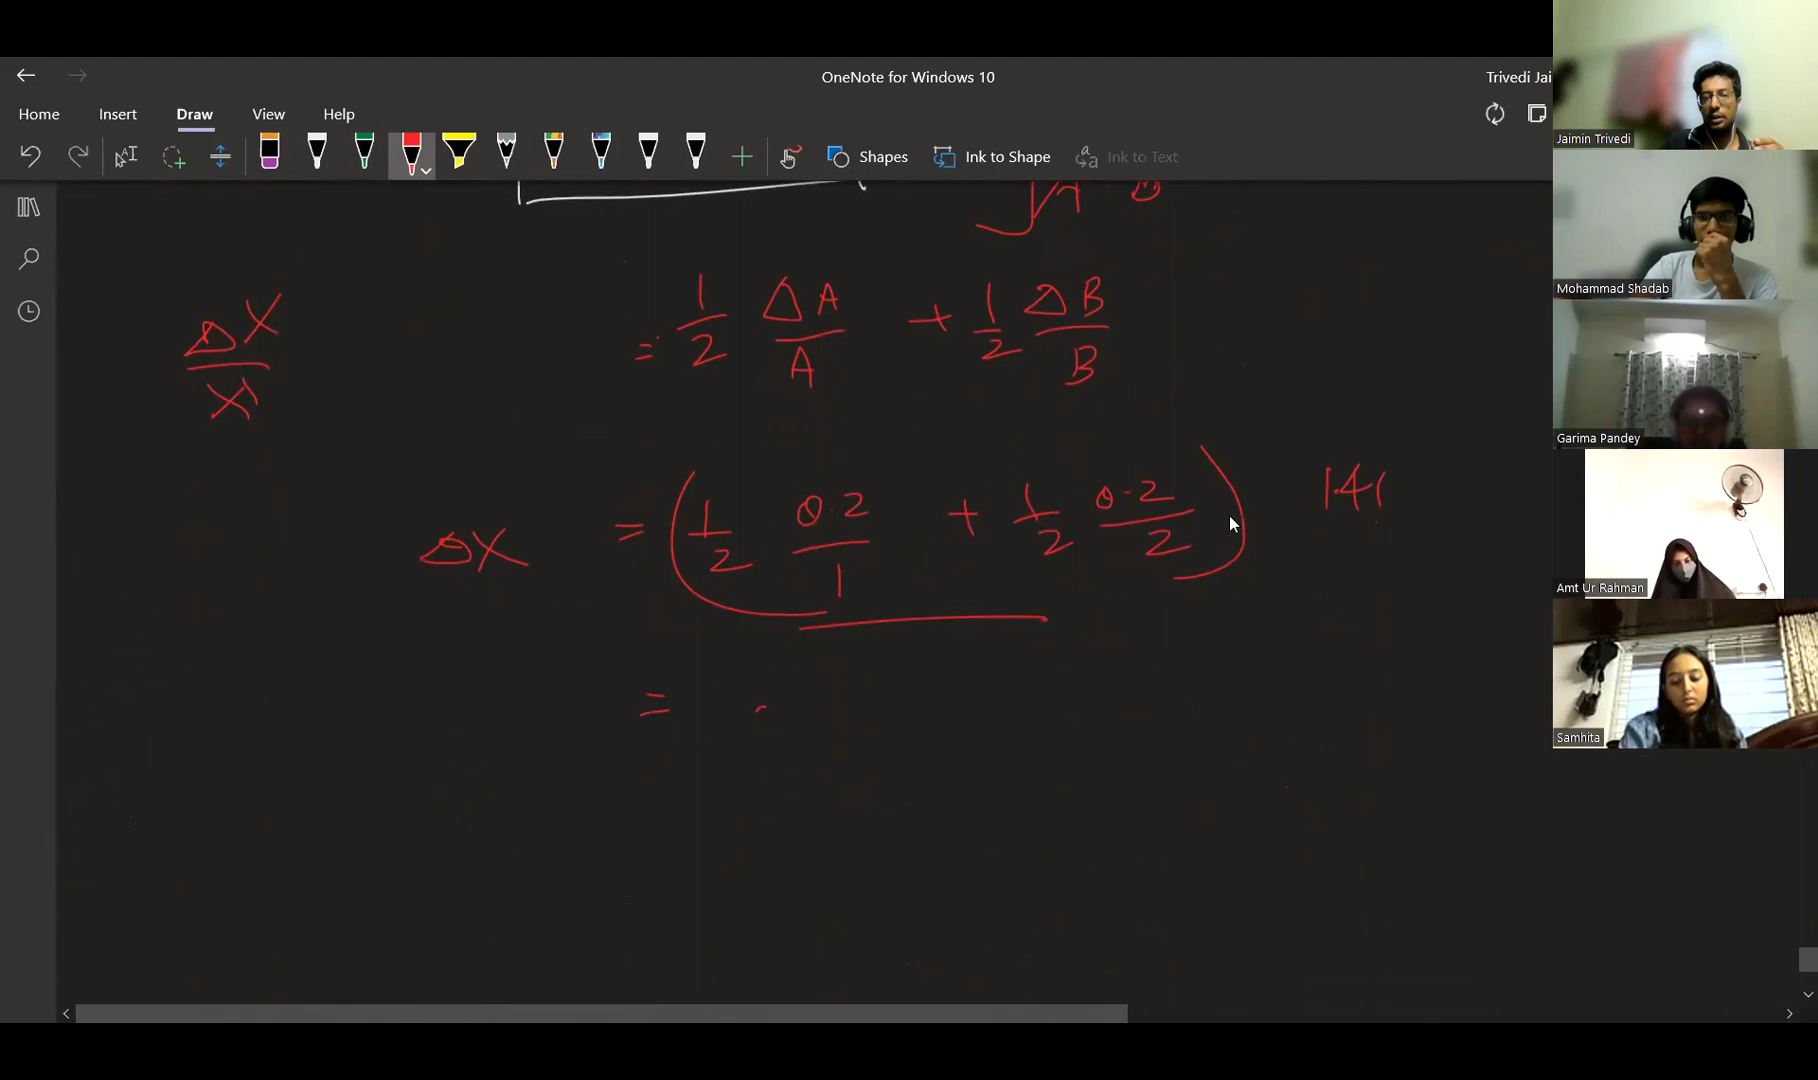 OneNote for Windows 10
Trivedi Jai
Home Insert Draw View Help
Shapes Ink to Shape Ink to Text
√A · B
ΔX/X = 1/2 ΔA/A + 1/2 ΔB/B
ΔX = (1/2 0.2/1 + 1/2 0.2/2) 1.41
=
Jaimin Trivedi
Mohammad Shadab
Garima Pandey
Amt Ur Rahman
Samhita